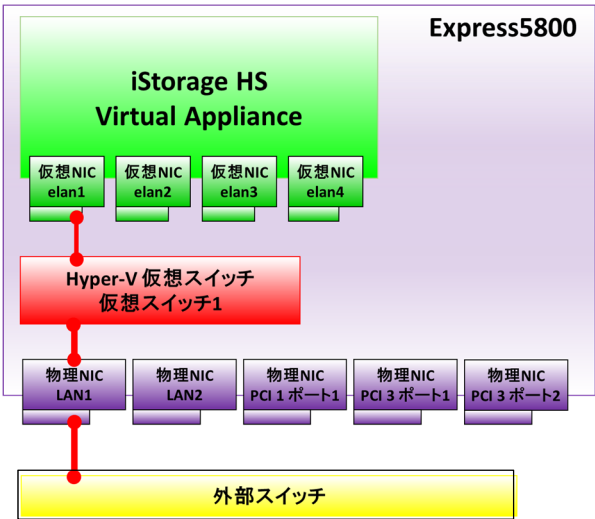 Express5800
iStorage HS
Virtual Appliance
仮想NIC
elan1
仮想NIC
elan2
仮想NIC
elan3
仮想NIC
elan4
Hyper-V 仮想スイッチ
仮想スイッチ1
物理NIC
LAN1
物理NIC
LAN2
物理NIC
PCI 1 ポート1
物理NIC
PCI 3 ポート1
物理NIC
PCI 3 ポート2
外部スイッチ